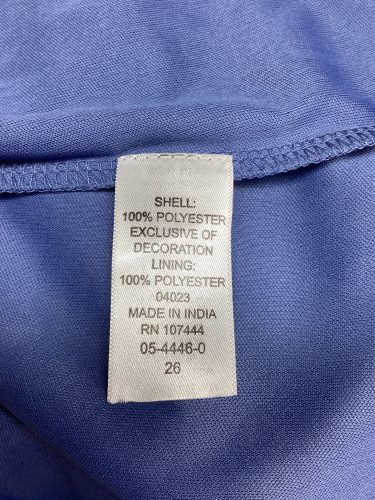 SHELL:
100% POLYESTER
EXCLUSIVE OF
DECORATION
LINING:
100% POLYESTER
04023
MADE IN INDIA
RN 107444
05-4446-0
26